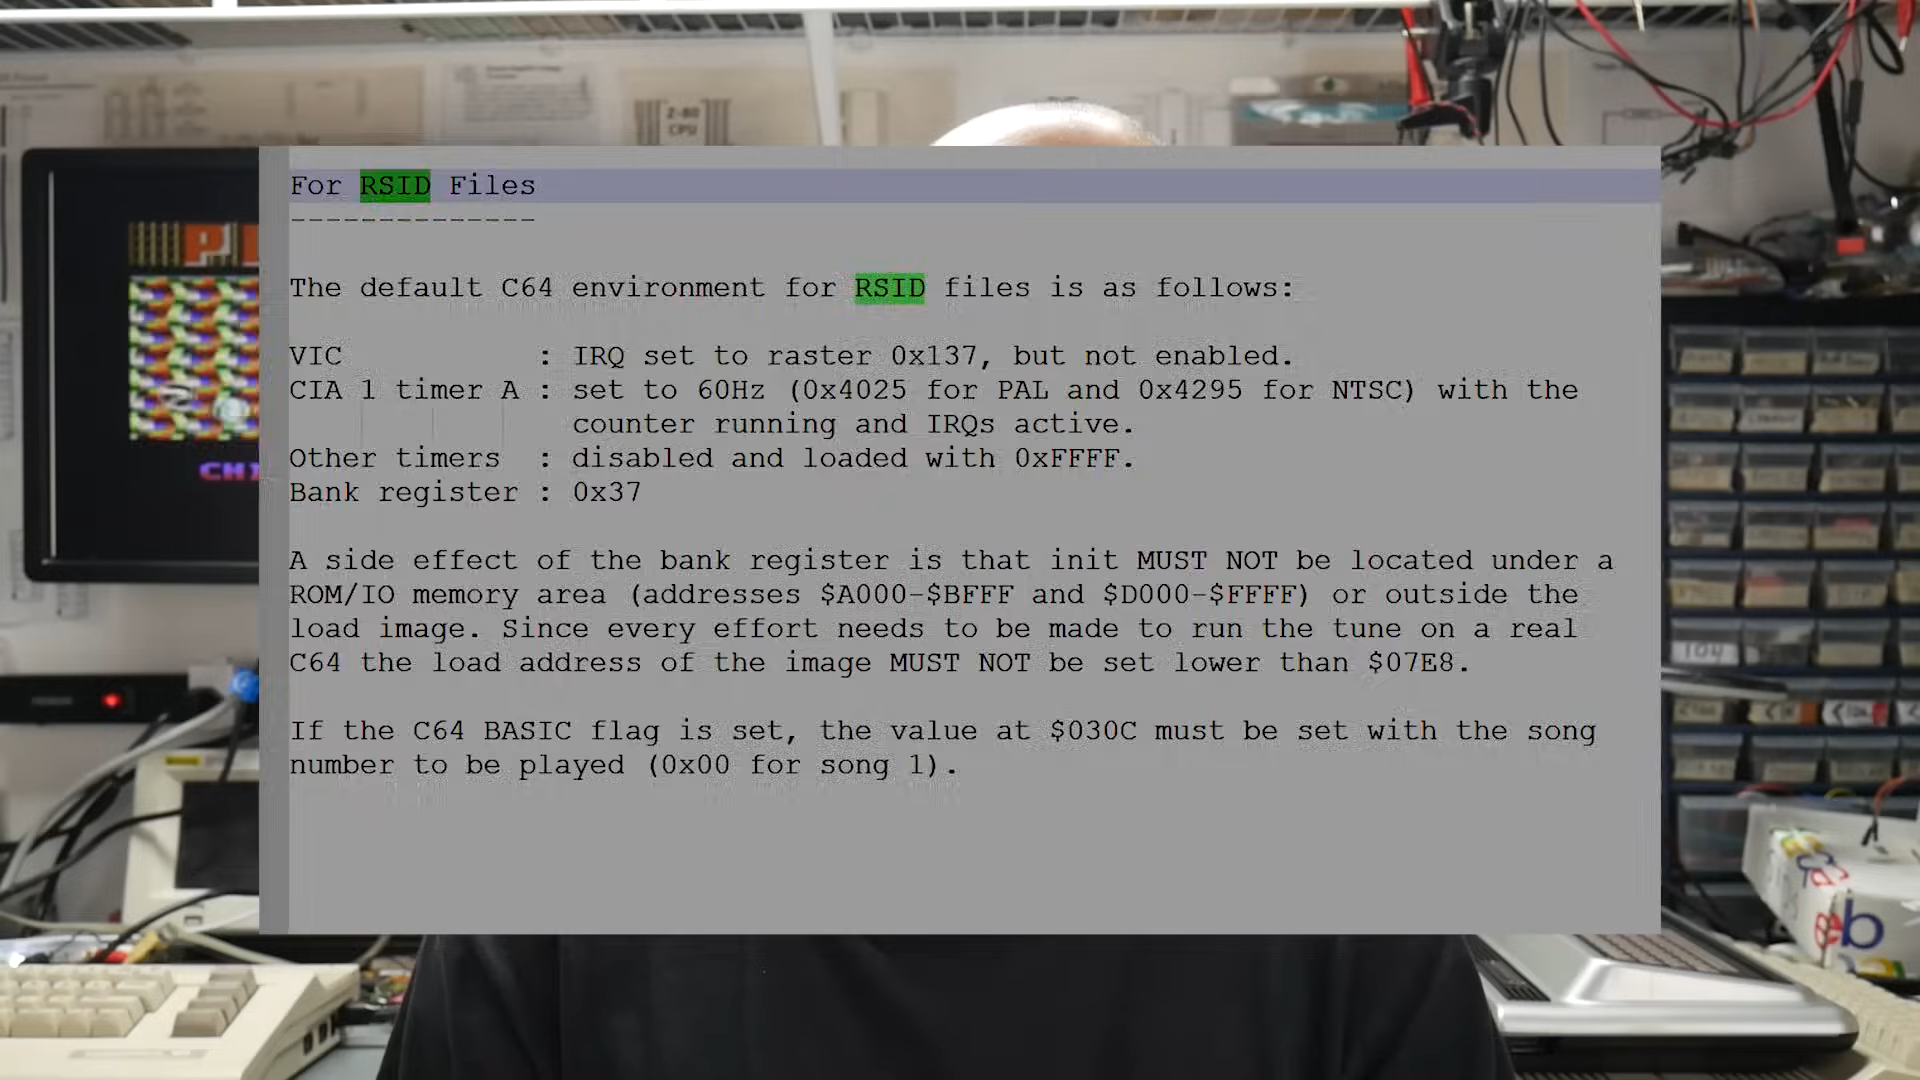 Z-80
CPU
For RSID Files
--------------
The default C64 environment for RSID files is as follows:
VIC : IRQ set to raster 0x137, but not enabled.
CIA 1 timer A : set to 60Hz (0x4025 for PAL and 0x4295 for NTSC) with the
counter running and IRQs active.
Other timers : disabled and loaded with 0xFFFF.
Bank register : 0x37
A side effect of the bank register is that init MUST NOT be located under a
ROM/IO memory area (addresses $A000-$BFFF and $D000-$FFFF) or outside the
load image. Since every effort needs to be made to run the tune on a real
C64 the load address of the image MUST NOT be set lower than $07E8.
If the C64 BASIC flag is set, the value at $030C must be set with the song
number to be played (0x00 for song 1).